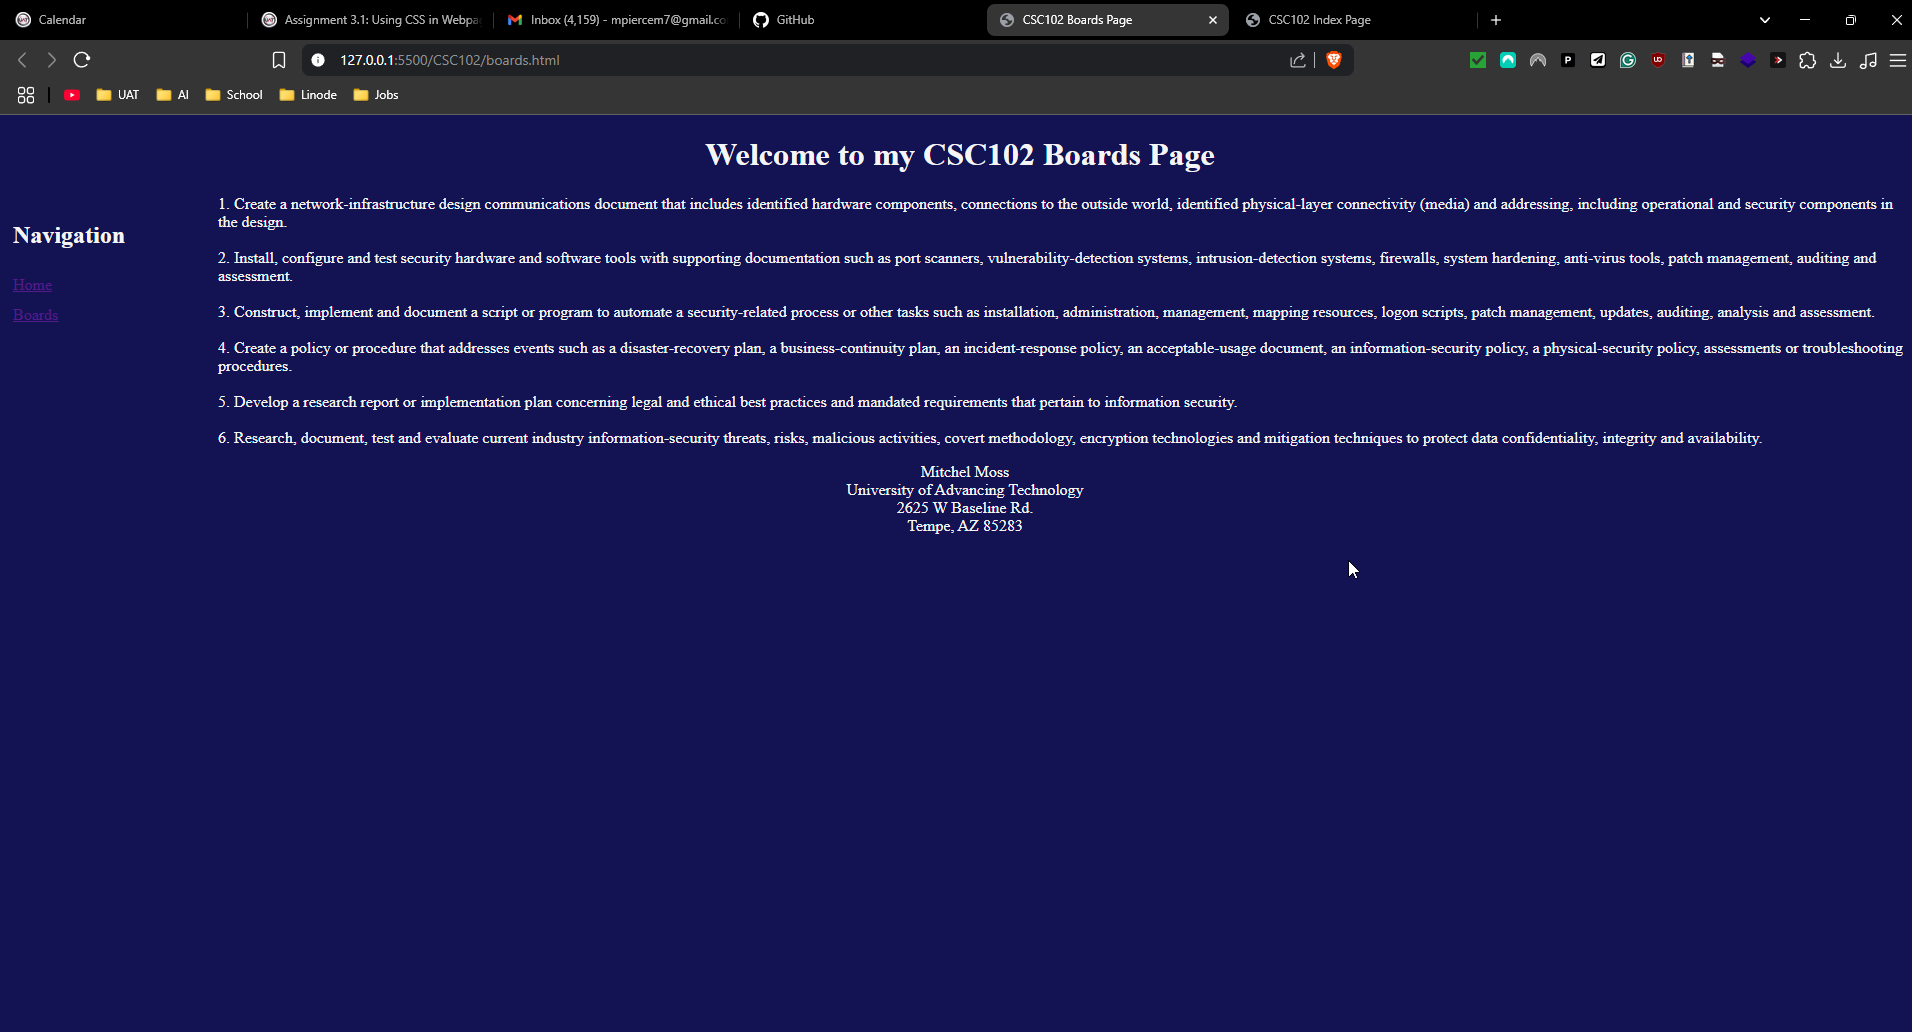 Calendar
Assignment 3.1: Using CSS in Webpa
Inbox (4,159) - mpiercem7@gmail.co
GitHub
CSC102 Boards Page
CSC102 Index Page
127.0.0.1:5500/CSC102/boards.html
UAT
AI
School
Linode
Jobs
Welcome to my CSC102 Boards Page
Navigation
Home
Boards
1. Create a network-infrastructure design communications document that includes identified hardware components, connections to the outside world, identified physical-layer connectivity (media) and addressing, including operational and security components in
the design.
2. Install, configure and test security hardware and software tools with supporting documentation such as port scanners, vulnerability-detection systems, intrusion-detection systems, firewalls, system hardening, anti-virus tools, patch management, auditing and
assessment.
3. Construct, implement and document a script or program to automate a security-related process or other tasks such as installation, administration, management, mapping resources, logon scripts, patch management, updates, auditing, analysis and assessment.
4. Create a policy or procedure that addresses events such as a disaster-recovery plan, a business-continuity plan, an incident-response policy, an acceptable-usage document, an information-security policy, a physical-security policy, assessments or troubleshooting
procedures.
5. Develop a research report or implementation plan concerning legal and ethical best practices and mandated requirements that pertain to information security.
6. Research, document, test and evaluate current industry information-security threats, risks, malicious activities, covert methodology, encryption technologies and mitigation techniques to protect data confidentiality, integrity and availability.
Mitchel Moss
University of Advancing Technology
2625 W Baseline Rd.
Tempe, AZ 85283